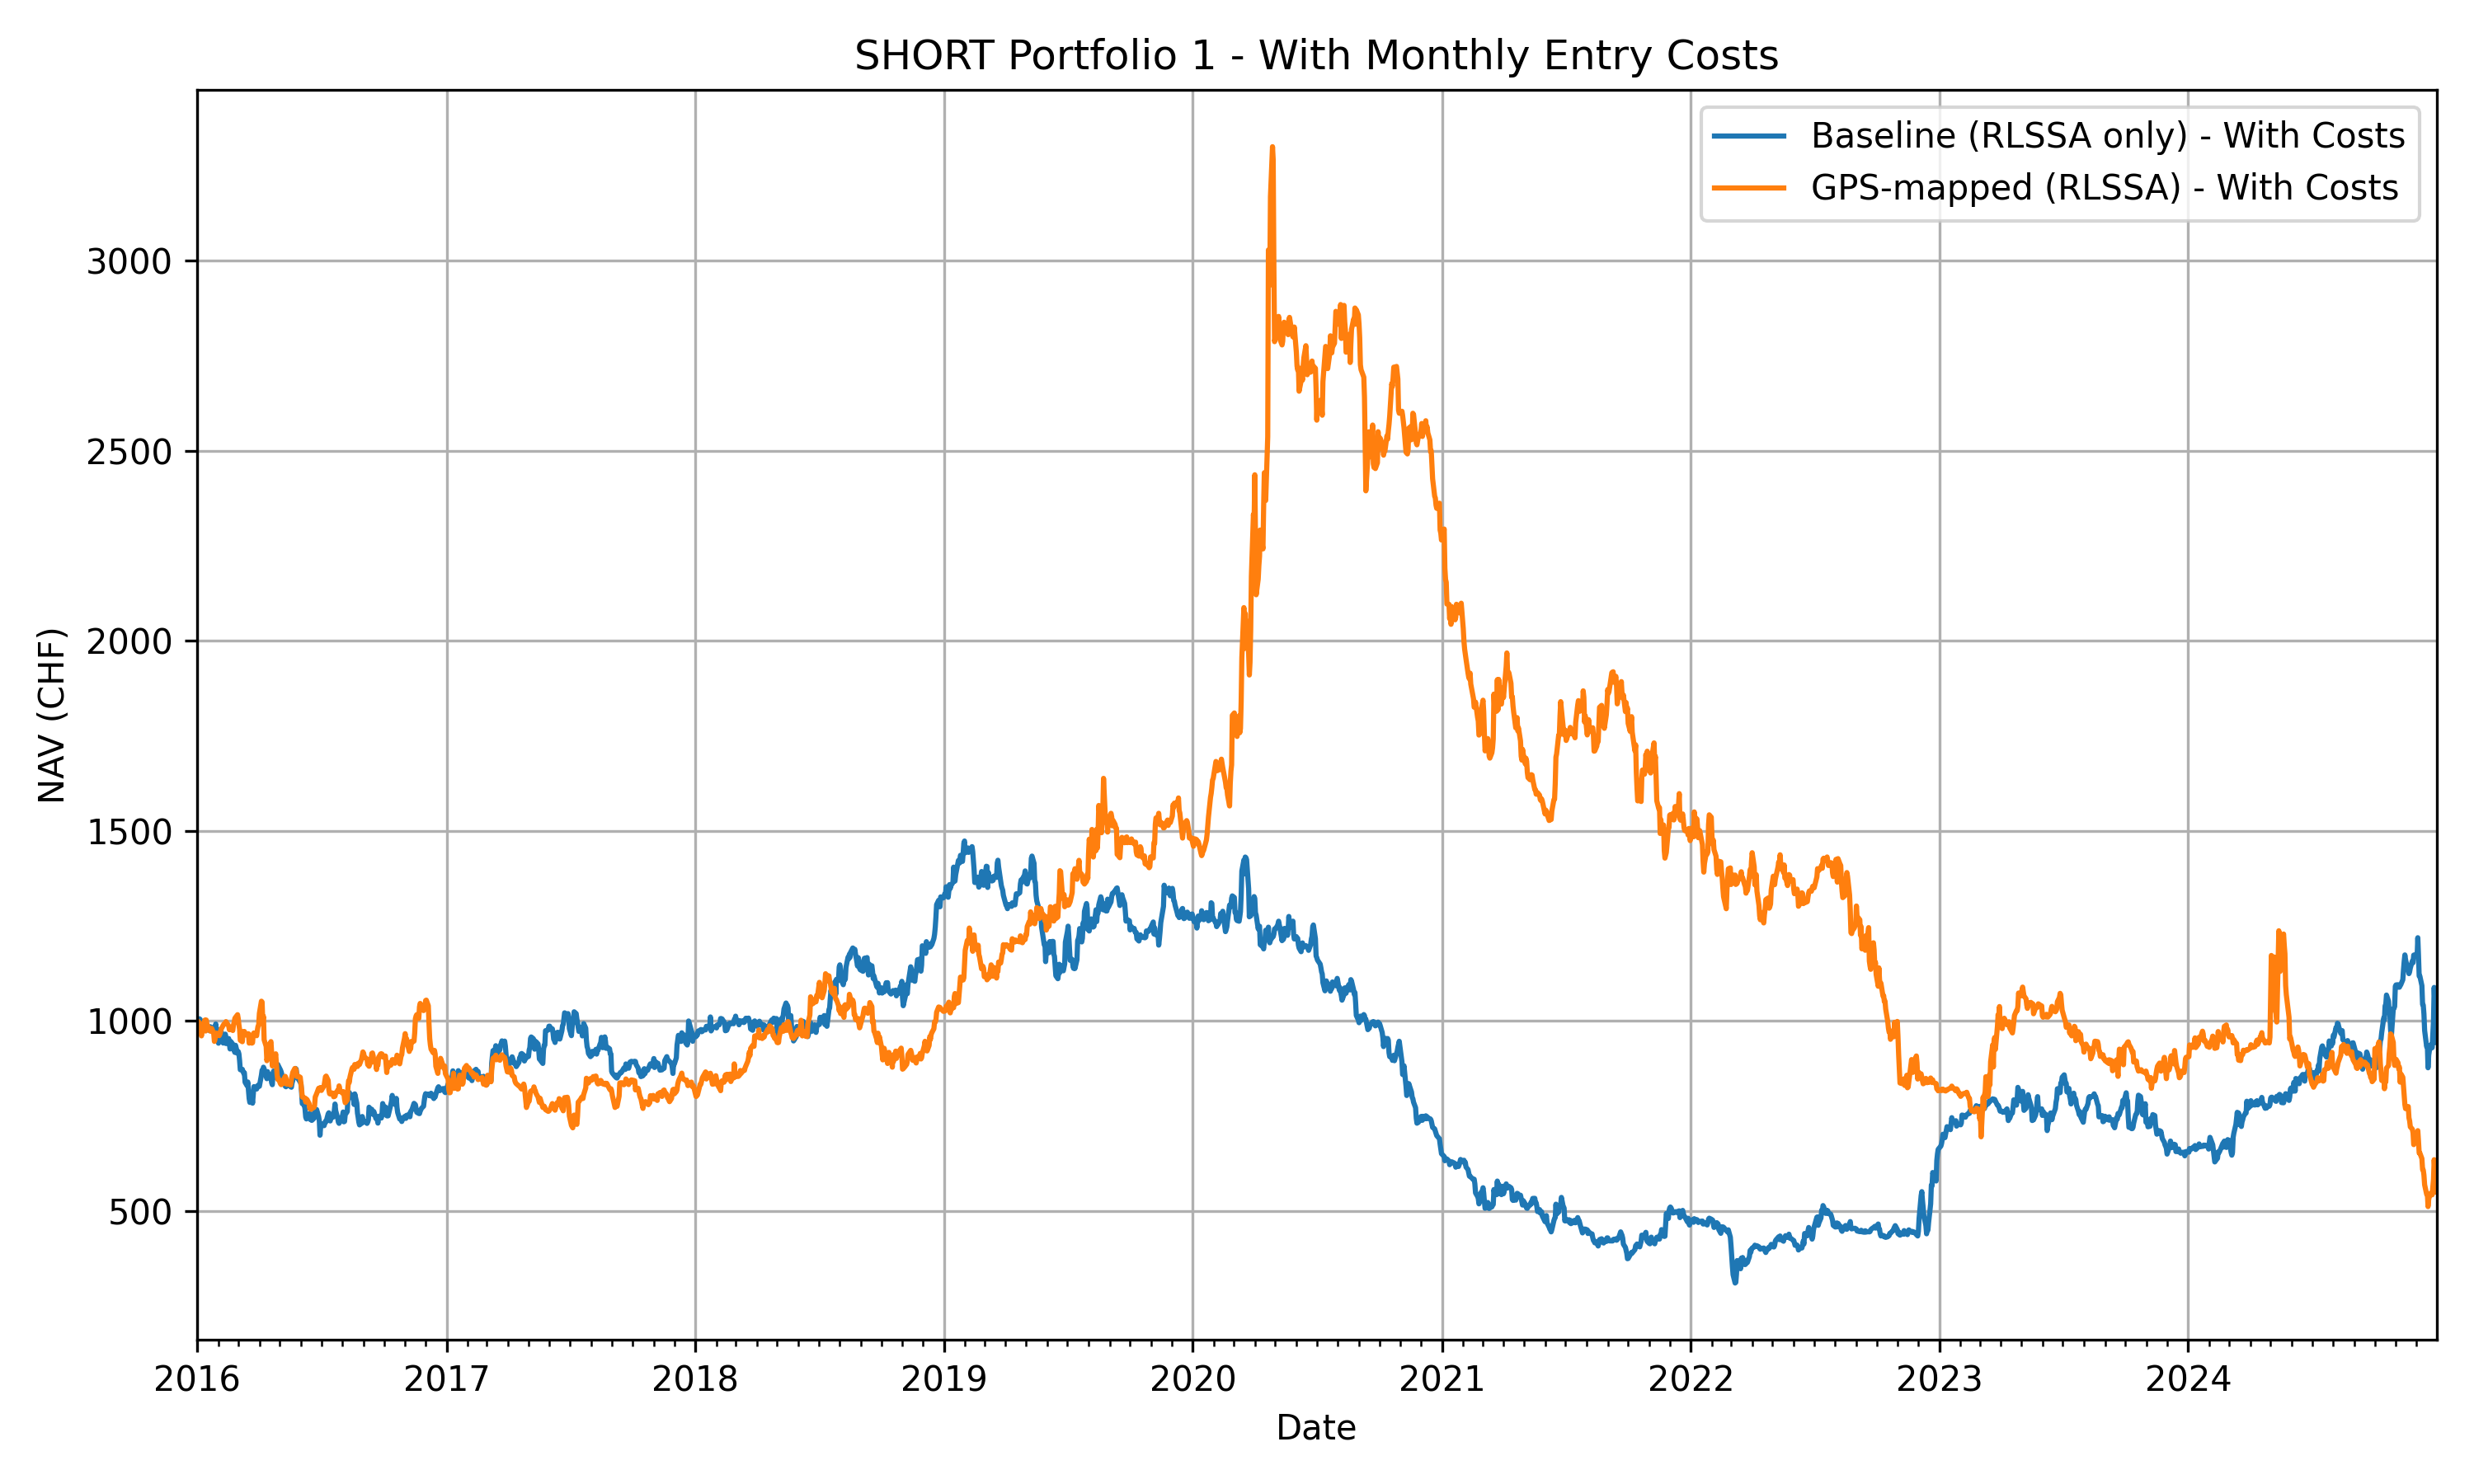 SHORT Portfolio 1 - With Monthly Entry Costs
Baseline (RLSSA only) - With Costs
GPS-mapped (RLSSA) - With Costs
3000
2500
2000
1500
1000
500
NAV (CHF)
2016 2017 2018 2019 2020 2021 2022 2023 2024
Date